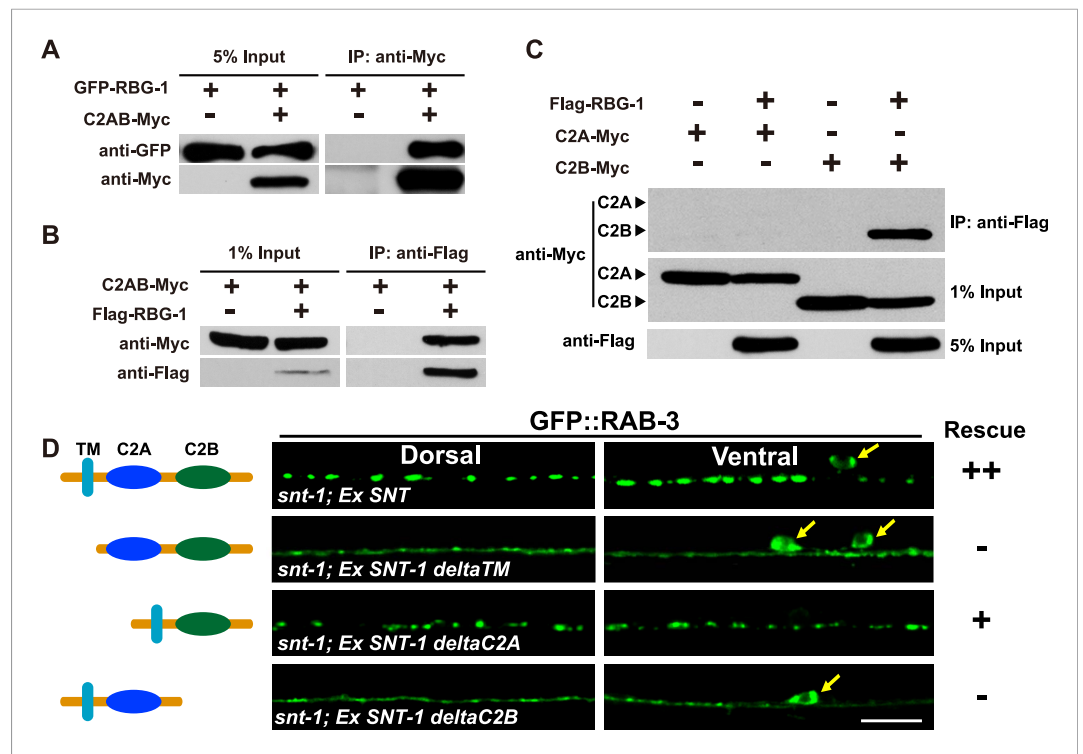 A
5% Input IP: anti-Myc
GFP-RBG-1 + + + +
C2AB-Myc - + - +
anti-GFP
anti-Myc
B
1% Input IP: anti-Flag
C2AB-Myc + + + +
Flag-RBG-1 - + - +
anti-Myc
anti-Flag
C
Flag-RBG-1 - + - +
C2A-Myc + + - -
C2B-Myc - - + +
anti-Myc
C2A
C2B
IP: anti-Flag
C2A
C2B
1% Input
anti-Flag
5% Input
D
GFP::RAB-3
Rescue
TM C2A C2B
Dorsal
Ventral
snt-1; Ex SNT
++
snt-1; Ex SNT-1 deltaTM
-
snt-1; Ex SNT-1 deltaC2A
+
snt-1; Ex SNT-1 deltaC2B
-